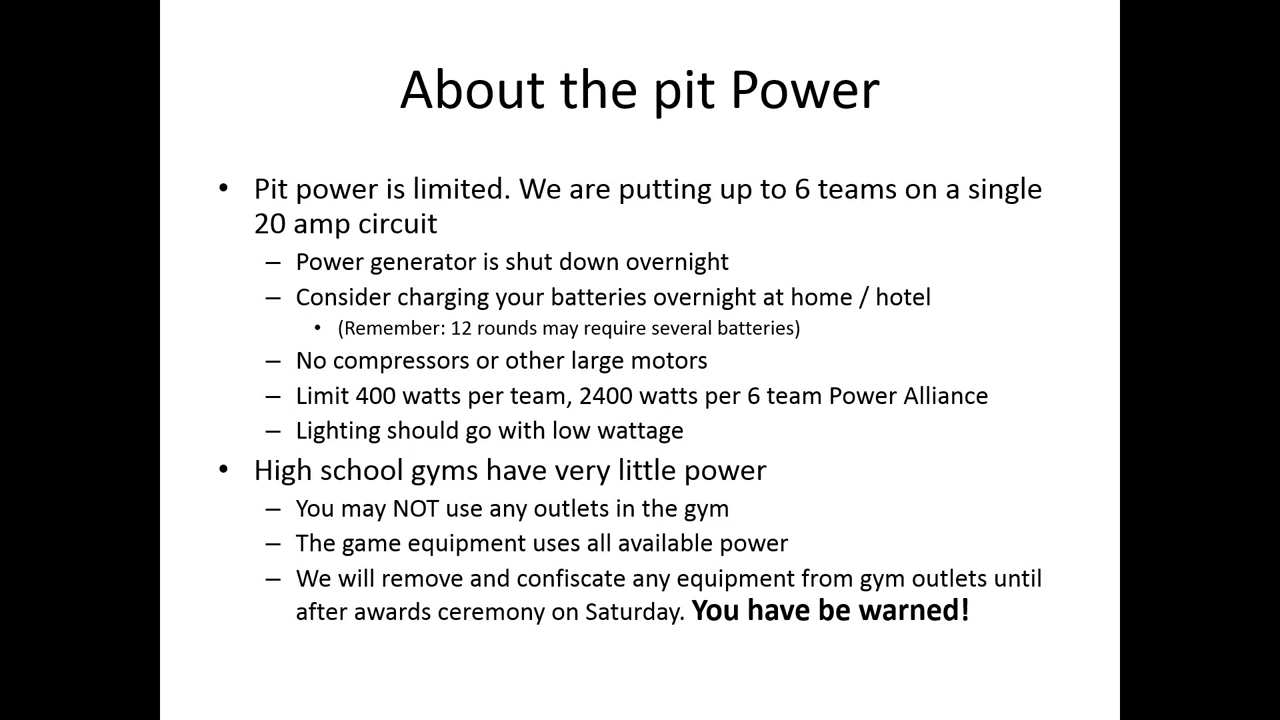 About the pit Power
• Pit power is limited. We are putting up to 6 teams on a single
20 amp circuit
– Power generator is shut down overnight
– Consider charging your batteries overnight at home / hotel
• (Remember: 12 rounds may require several batteries)
– No compressors or other large motors
– Limit 400 watts per team, 2400 watts per 6 team Power Alliance
– Lighting should go with low wattage
• High school gyms have very little power
– You may NOT use any outlets in the gym
– The game equipment uses all available power
– We will remove and confiscate any equipment from gym outlets until
after awards ceremony on Saturday. You have be warned!